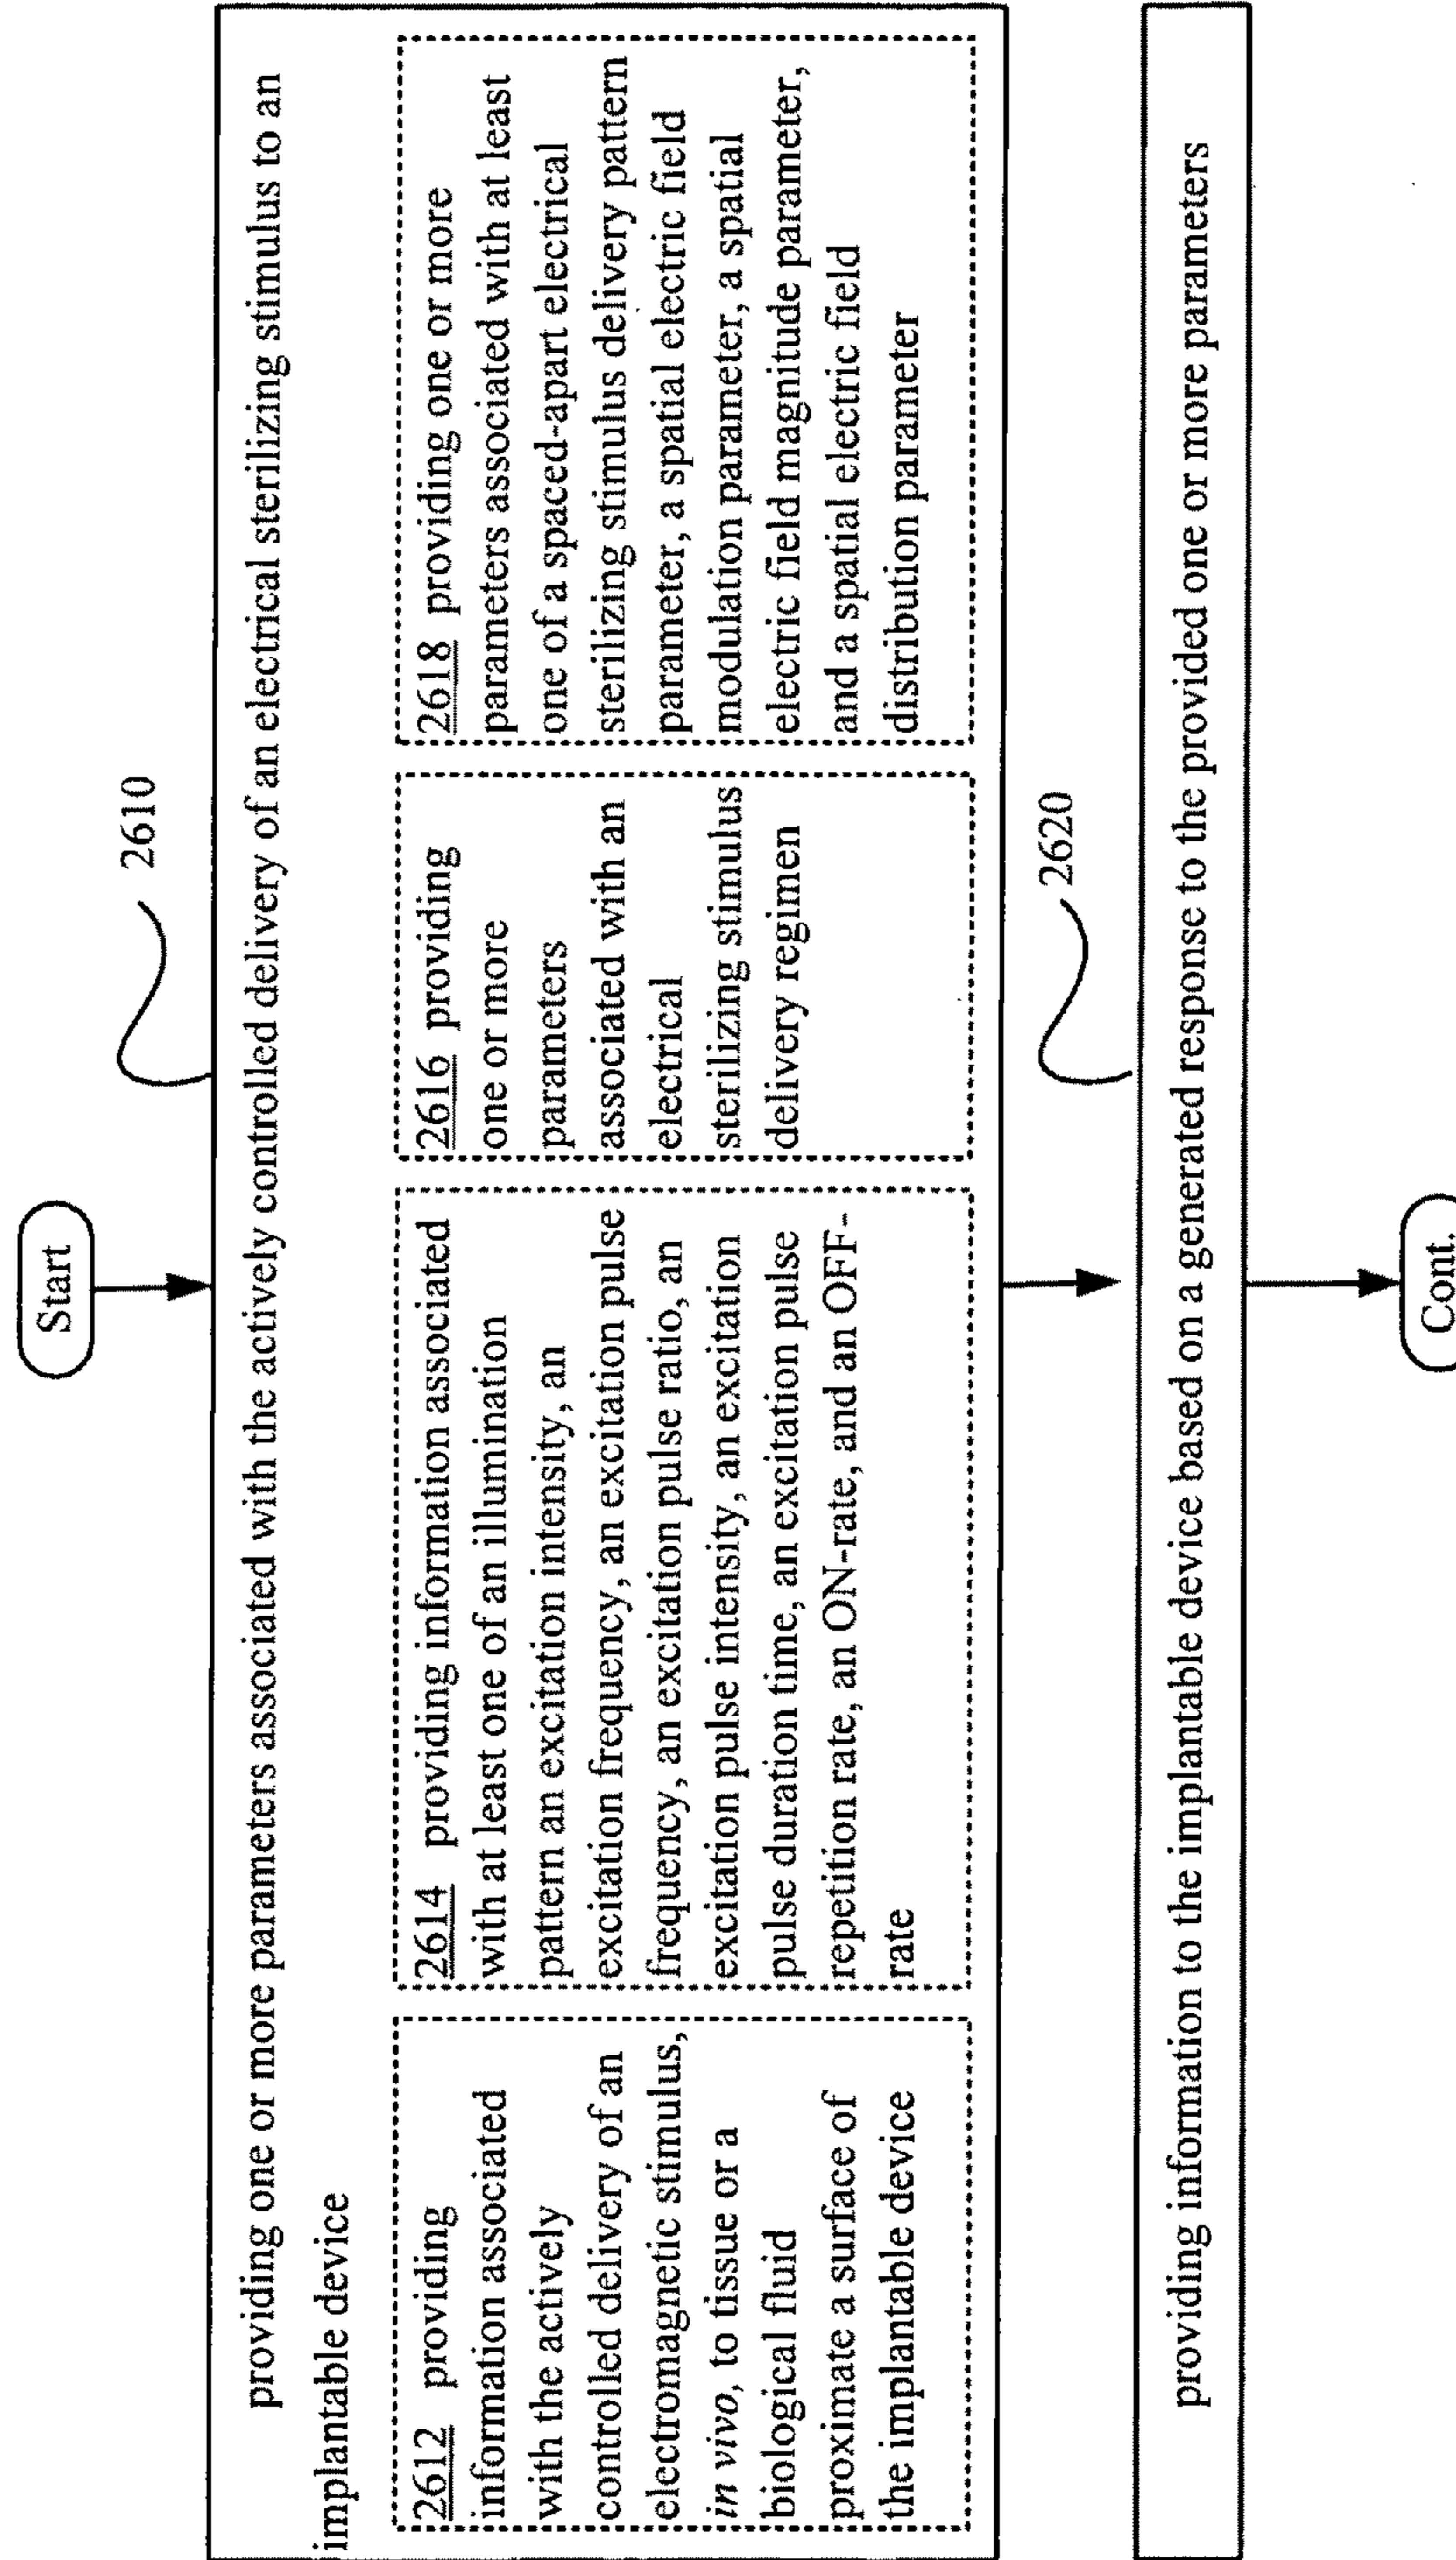 Start
2610
providing one or more parameters associated with the actively controlled delivery of an electrical sterilizing stimulus to an
implantable device
2612 providing
information associated
with the actively
controlled delivery of an
electromagnetic stimulus,
in vivo, to tissue or a
biological fluid
proximate a surface of
the implantable device
2614 providing information associated
with at least one of an illumination
pattern an excitation intensity, an
excitation frequency, an excitation pulse
frequency, an excitation pulse ratio, an
excitation pulse intensity, an excitation
pulse duration time, an excitation pulse
repetition rate, an ON-rate, and an OFF-
rate
2616 providing
one or more
parameters
associated with an
electrical
sterilizing stimulus
delivery regimen
2618 providing one or more
parameters associated with at least
one of a spaced-apart electrical
sterilizing stimulus delivery pattern
parameter, a spatial electric field
modulation parameter, a spatial
electric field magnitude parameter,
and a spatial electric field
distribution parameter
2620
providing information to the implantable device based on a generated response to the provided one or more parameters
Cont.